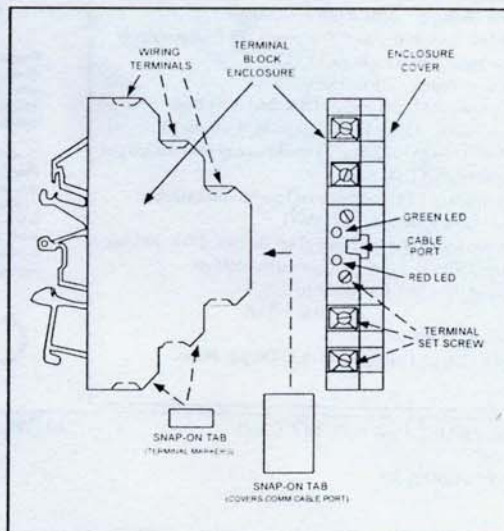 WIRING
TERMINALS
TERMINAL
BLOCK
ENCLOSURE
ENCLOSURE
COVER
GREEN LED
CABLE
PORT
RED LED
TERMINAL
SET SCREW
SNAP-ON TAB
(TERMINAL MARKERS)
SNAP-ON TAB
(COVERS COMM CABLE PORT)